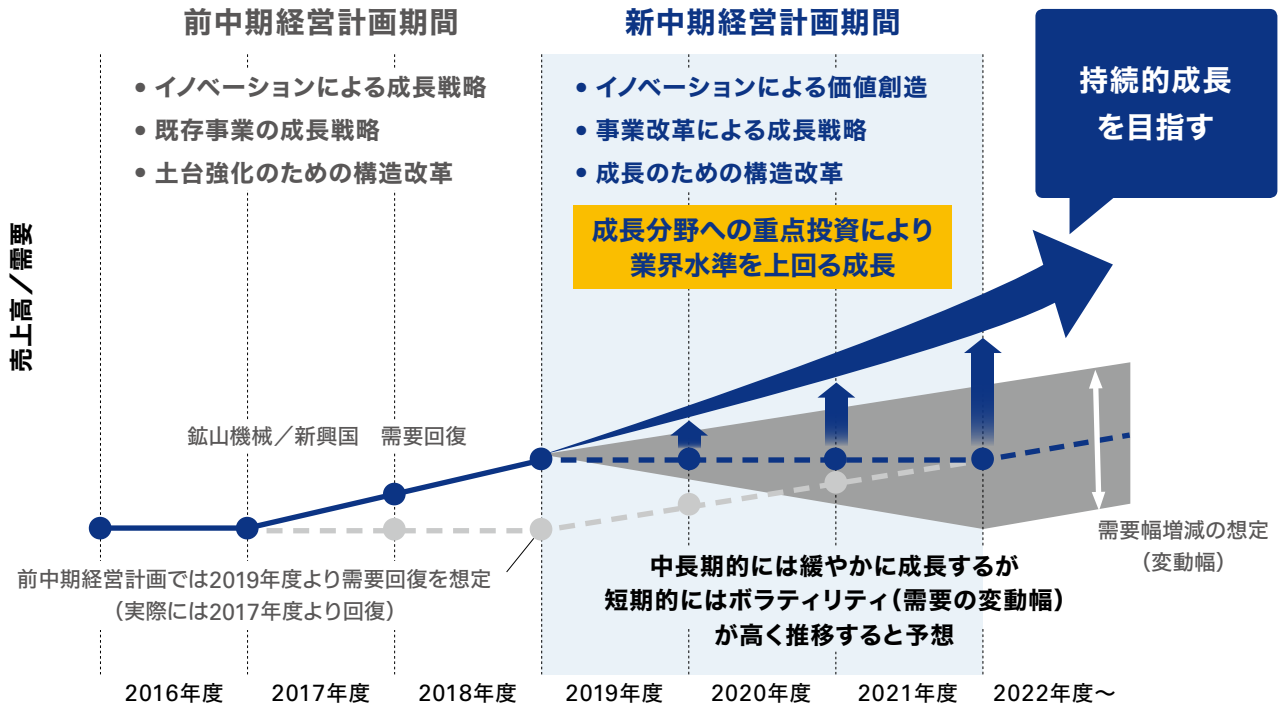 前中期経営計画期間
新中期経営計画期間
• イノベーションによる成長戦略
• 既存事業の成長戦略
• 土台強化のための構造改革
• イノベーションによる価値創造
• 事業改革による成長戦略
• 成長のための構造改革
持続的成長
を目指す
成長分野への重点投資により
業界水準を上回る成長
売上高／需要
鉱山機械／新興国　需要回復
前中期経営計画では2019年度より需要回復を想定
（実際には2017年度より回復）
中長期的には緩やかに成長するが
短期的にはボラティリティ（需要の変動幅）
が高く推移すると予想
需要幅増減の想定
（変動幅）
2016年度
2017年度
2018年度
2019年度
2020年度
2021年度
2022年度〜